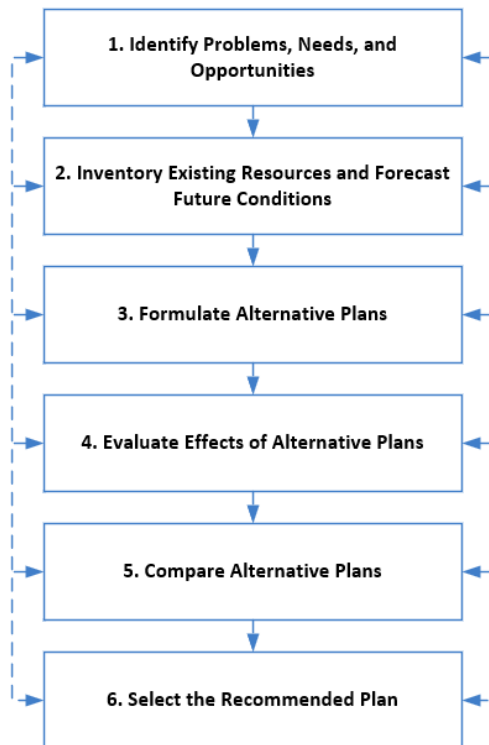 1. Identify Problems, Needs, and
Opportunities
2. Inventory Existing Resources and Forecast
Future Conditions
3. Formulate Alternative Plans
4. Evaluate Effects of Alternative Plans
5. Compare Alternative Plans
6. Select the Recommended Plan